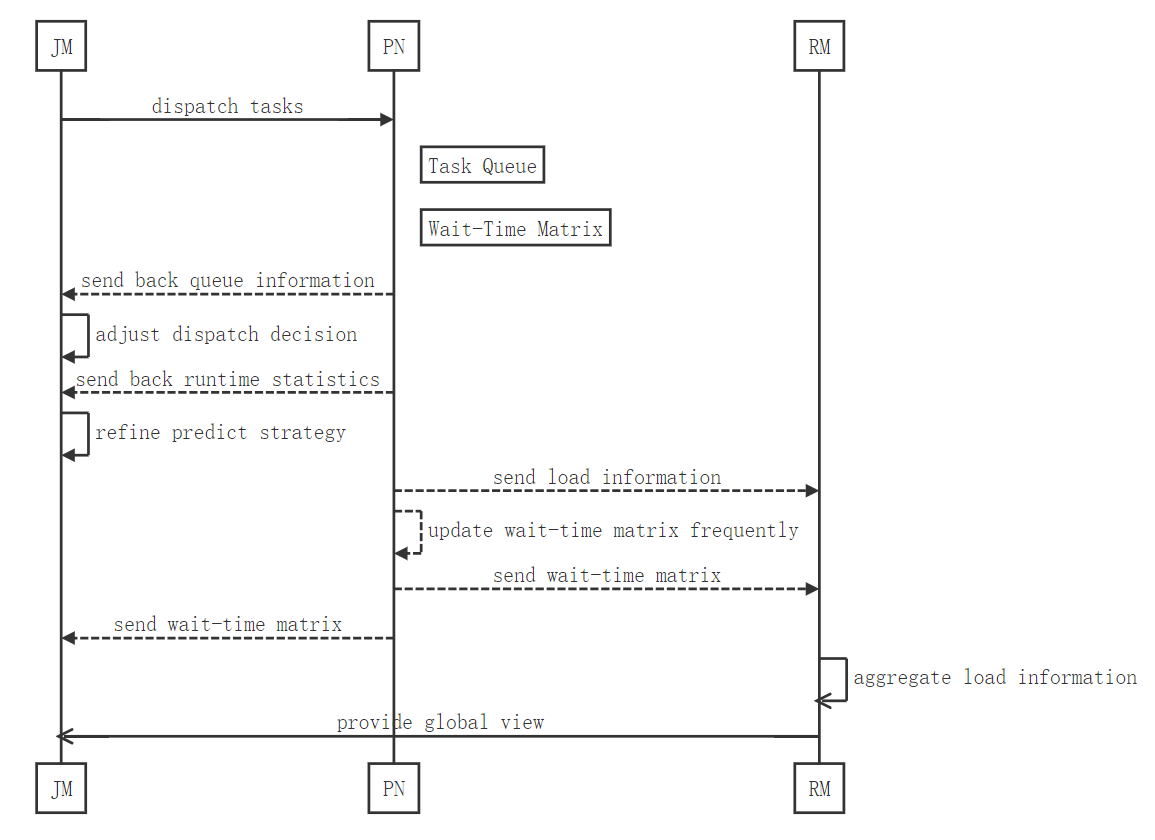 JM
PN
RM
dispatch tasks
Task Queue
Wait-Time Matrix
send back queue information
adjust dispatch decision
send back runtime statistics
refine predict strategy
send load information
update wait-time matrix frequently
send wait-time matrix
send wait-time matrix
aggregate load information
provide global view
JM
PN
RM